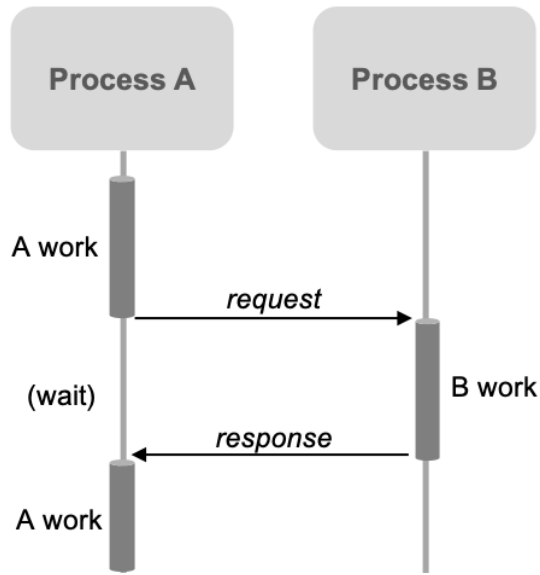 Process A
Process B
A work
request
(wait)
B work
response
A work